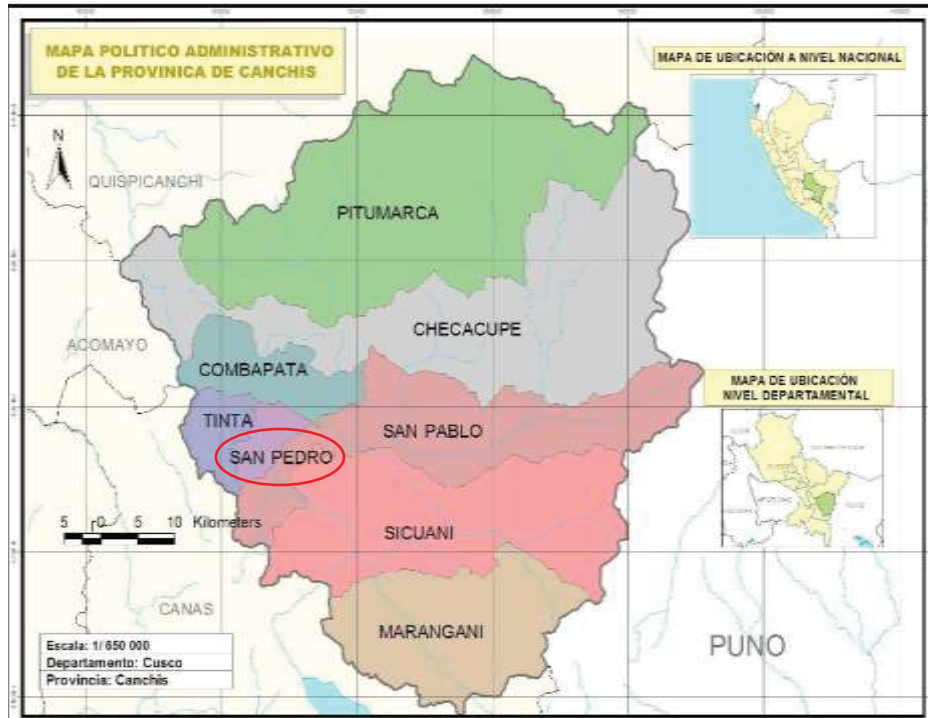 MAPA POLITICO ADMINISTRATIVO
DE LA PROVINICA DE CANCHIS
MAPA DE UBICACIÓN A NIVEL NACIONAL
N
QUISPICANCHI
PITUMARCA
CHECACUPE
ACOMAYO
COMBAPATA
MAPA DE UBICACIÓN
NIVEL DEPARTAMENTAL
TINTA
SAN PABLO
SAN PEDRO
5 0 5 10 Kilometers
SICUANI
CANAS
MARANGANI
PUNO
Escala: 1/ 650 000
Departamento: Cusco
Provincia: Canchis